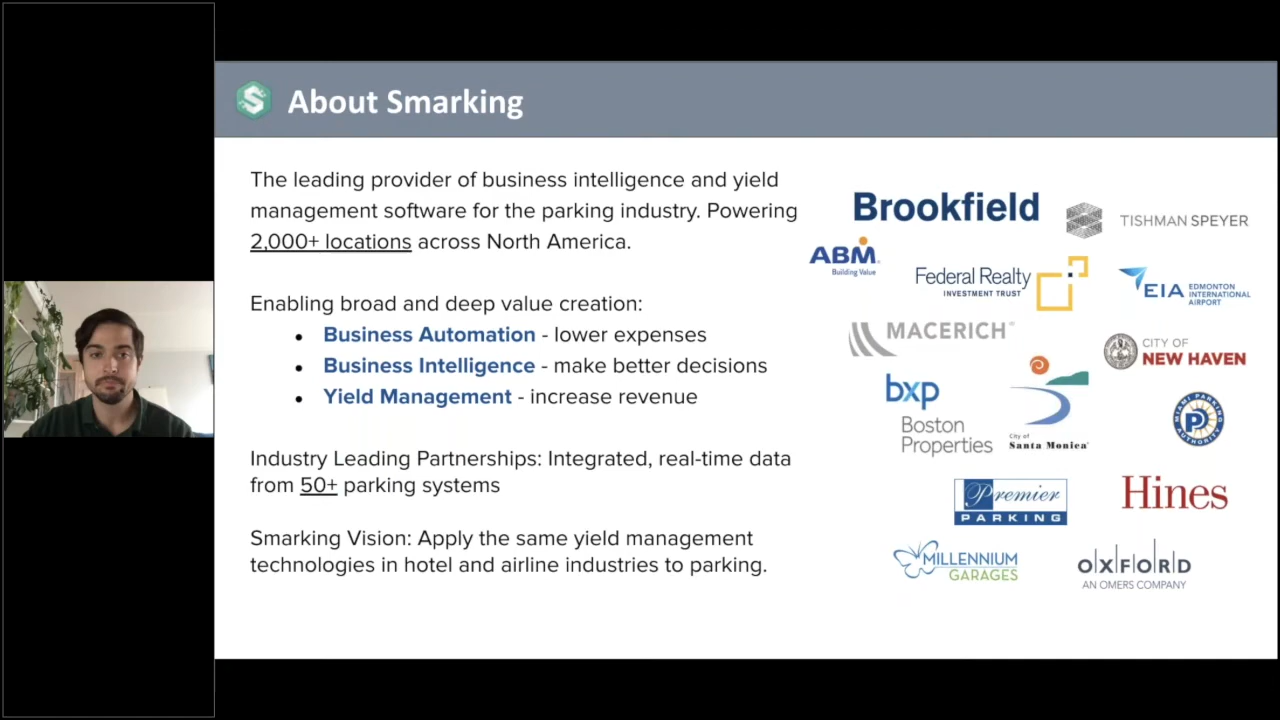 About Smarking
The leading provider of business intelligence and yield
management software for the parking industry. Powering
2,000+ locations across North America.
Enabling broad and deep value creation:
• Business Automation - lower expenses
• Business Intelligence - make better decisions
• Yield Management - increase revenue
Industry Leading Partnerships: Integrated, real-time data
from 50+ parking systems
Smarking Vision: Apply the same yield management
technologies in hotel and airline industries to parking.
Brookfield
TISHMAN SPEYER
ABM
Building Value
Federal Realty
INVESTMENT TRUST
EIA EDMONTON
INTERNATIONAL
AIRPORT
MACERICH
CITY OF
NEW HAVEN
bxp
Boston
Properties
City of
Santa Monica
MIAMI PARKING
AUTHORITY
P
Premier
PARKING
Hines
MILLENNIUM
GARAGES
OXFORD
AN OMERS COMPANY